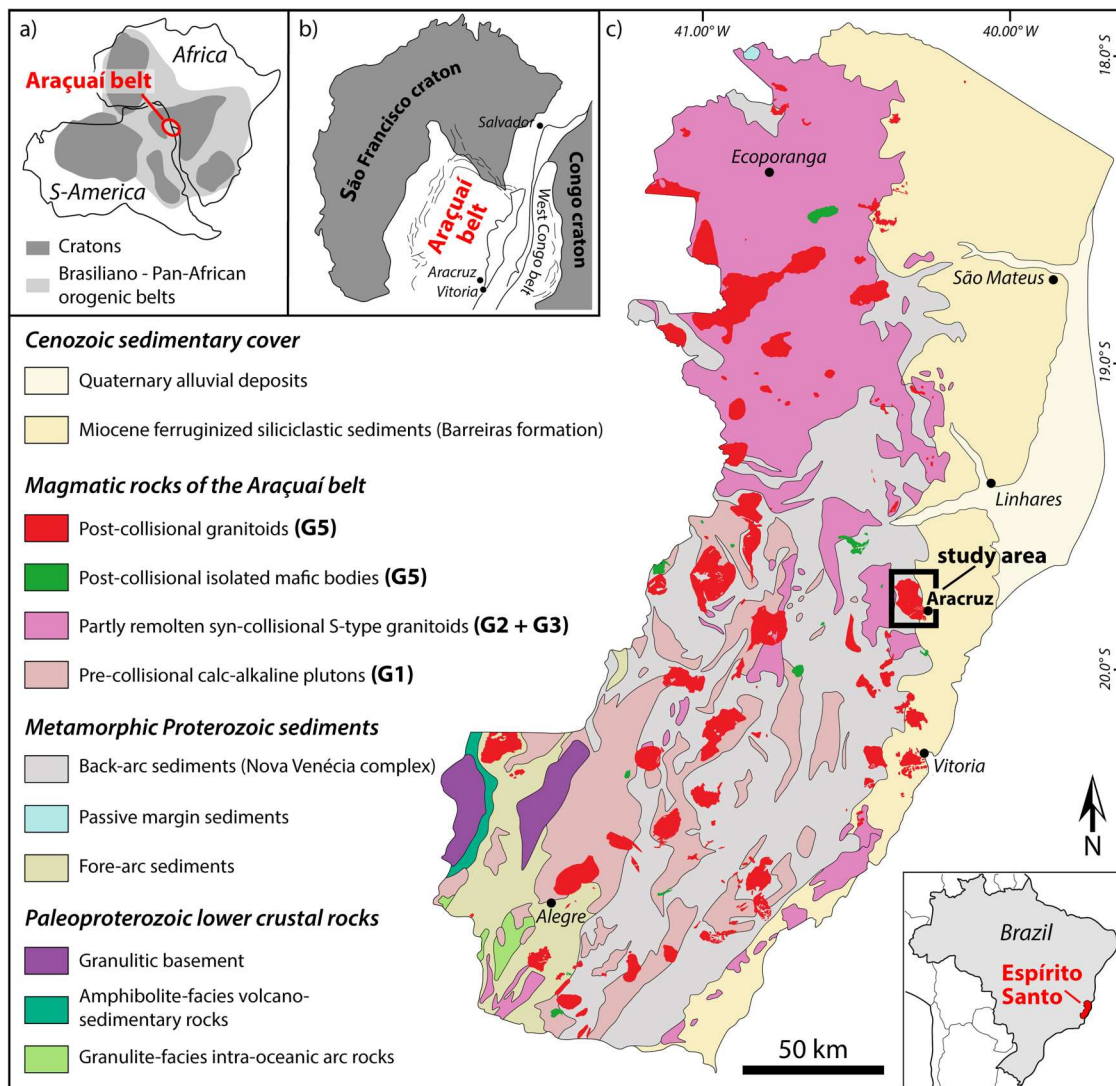 a)
Africa
Araçuaí belt
S-America
Cratons
Brasiliano - Pan-African
orogenic belts
b)
São Francisco craton
Salvador
Congo craton
Araçuaí
belt
West Congo belt
Aracruz
Vitoria
c)
41.00° W
40.00° W
18.0° S
Ecoporanga
São Mateus
19.0° S
Linhares
study area
Aracruz
20.0° S
Vitoria
Alegre
N
50 km
Cenozoic sedimentary cover
Quaternary alluvial deposits
Miocene ferruginized siliciclastic sediments (Barreiras formation)
Magmatic rocks of the Araçuaí belt
Post-collisional granitoids (G5)
Post-collisional isolated mafic bodies (G5)
Partly remolten syn-collisional S-type granitoids (G2 + G3)
Pre-collisional calc-alkaline plutons (G1)
Metamorphic Proterozoic sediments
Back-arc sediments (Nova Venécia complex)
Passive margin sediments
Fore-arc sediments
Paleoproterozoic lower crustal rocks
Granulitic basement
Amphibolite-facies volcano-
sedimentary rocks
Granulite-facies intra-oceanic arc rocks
Brazil
Espírito
Santo